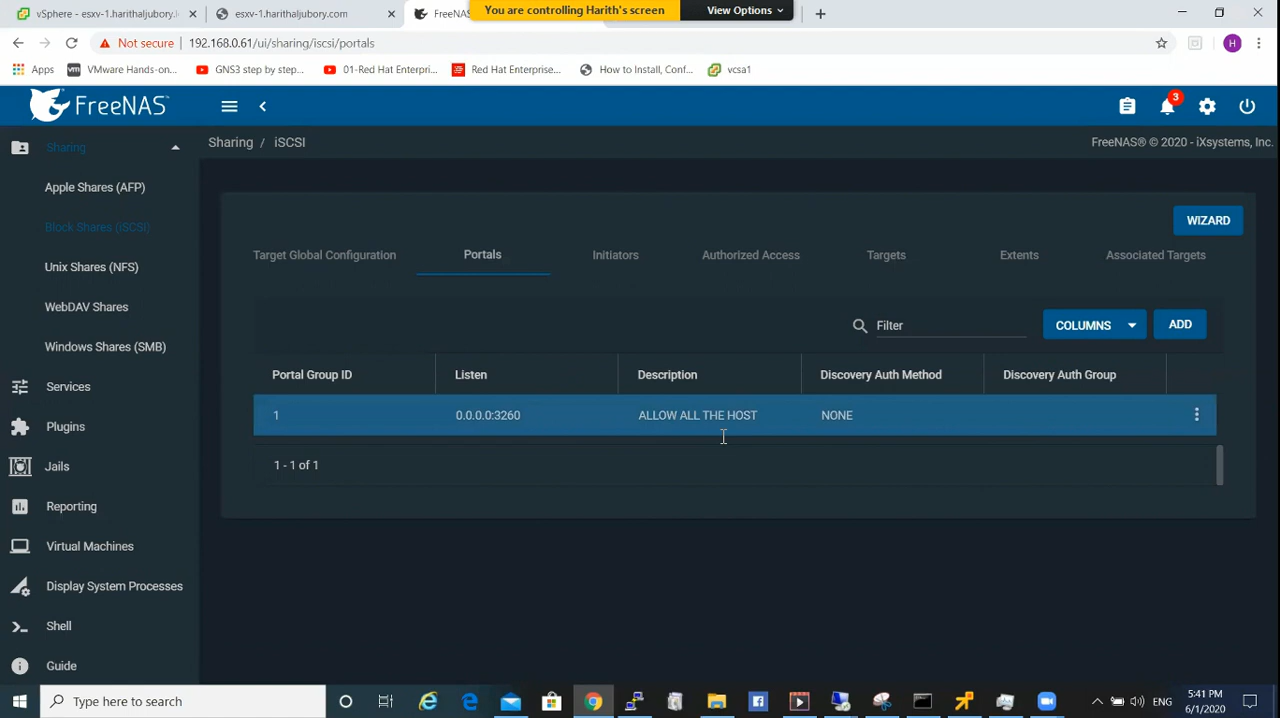 vSphere - esxv-1.harithaljubory.
esxv-1.harithaljubory.com
FreeNAS
You are controlling Harith's screen
View Options
Not secure
192.168.0.61/ui/sharing/iscsi/portals
H
Apps
VMware Hands-on...
GNS3 step by step...
01-Red Hat Enterpri...
Red Hat Enterprise...
How to Install, Conf...
vcsa1
FreeNAS
3
Sharing
Sharing / iSCSI
FreeNAS® © 2020 - iXsystems, Inc.
Apple Shares (AFP)
Block Shares (iSCSI)
Unix Shares (NFS)
WebDAV Shares
Windows Shares (SMB)
Services
Plugins
Jails
Reporting
Virtual Machines
Display System Processes
Shell
Guide
WIZARD
Target Global Configuration
Portals
Initiators
Authorized Access
Targets
Extents
Associated Targets
Filter
COLUMNS
ADD
Portal Group ID
Listen
Description
Discovery Auth Method
Discovery Auth Group
1
0.0.0.0:3260
ALLOW ALL THE HOST
NONE
1 - 1 of 1
Type here to search
ENG
5:41 PM
6/1/2020